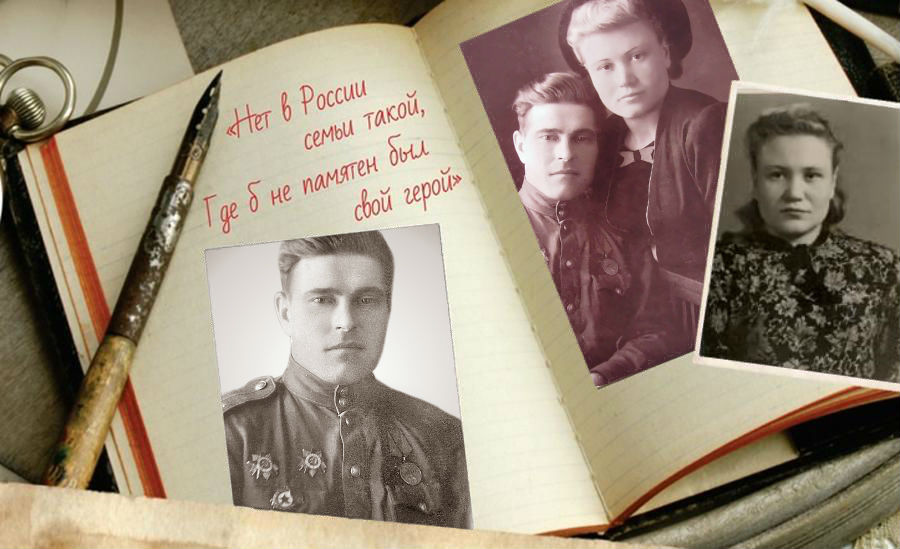 «Нет в России
семьи такой,
Где б не памятен был
свой герой»